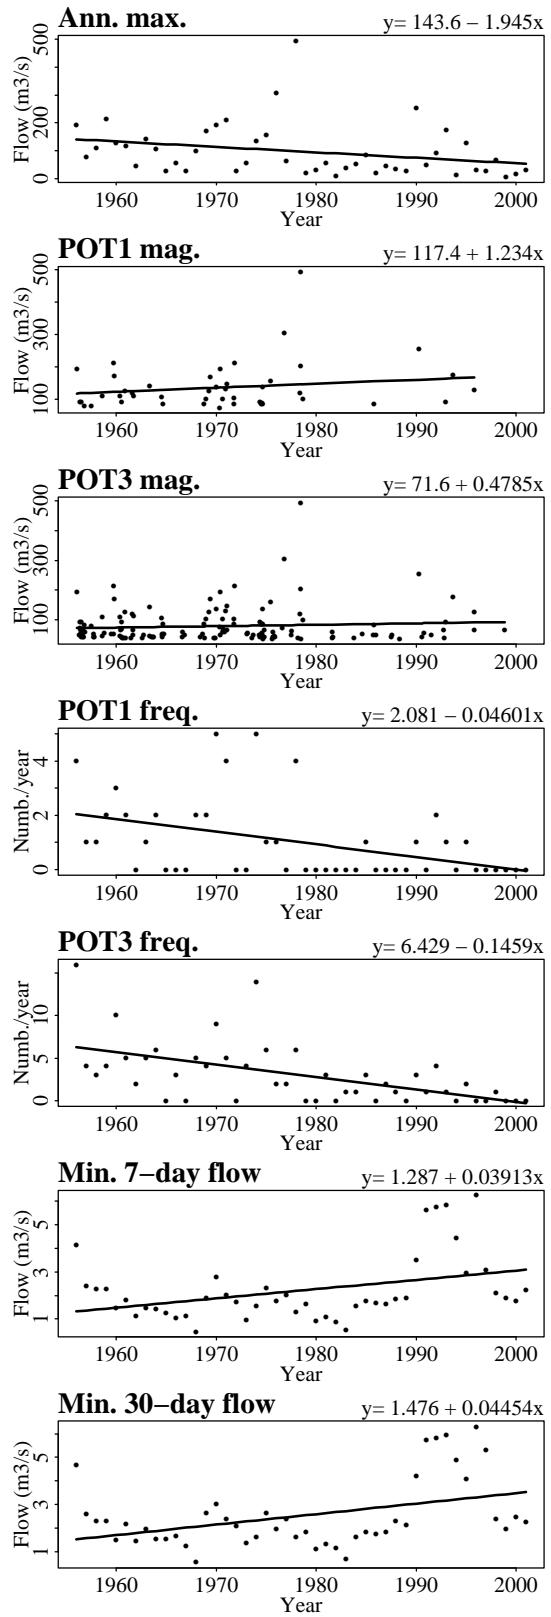 Ann. max. y= 143.6 − 1.945x
Flow (m3/s)
0 200 500
1960 1970 1980 1990 2000
Year
POT1 mag. y= 117.4 + 1.234x
Flow (m3/s)
100 300 500
1960 1970 1980 1990 2000
Year
POT3 mag. y= 71.6 + 0.4785x
Flow (m3/s)
100 300 500
1960 1970 1980 1990 2000
Year
POT1 freq. y= 2.081 − 0.04601x
Numb./year
0 2 4
1960 1970 1980 1990 2000
Year
POT3 freq. y= 6.429 − 0.1459x
Numb./year
0 5 10
1960 1970 1980 1990 2000
Year
Min. 7−day flow y= 1.287 + 0.03913x
Flow (m3/s)
1 3 5
1960 1970 1980 1990 2000
Year
Min. 30−day flow y= 1.476 + 0.04454x
Flow (m3/s)
1 3 5
1960 1970 1980 1990 2000
Year